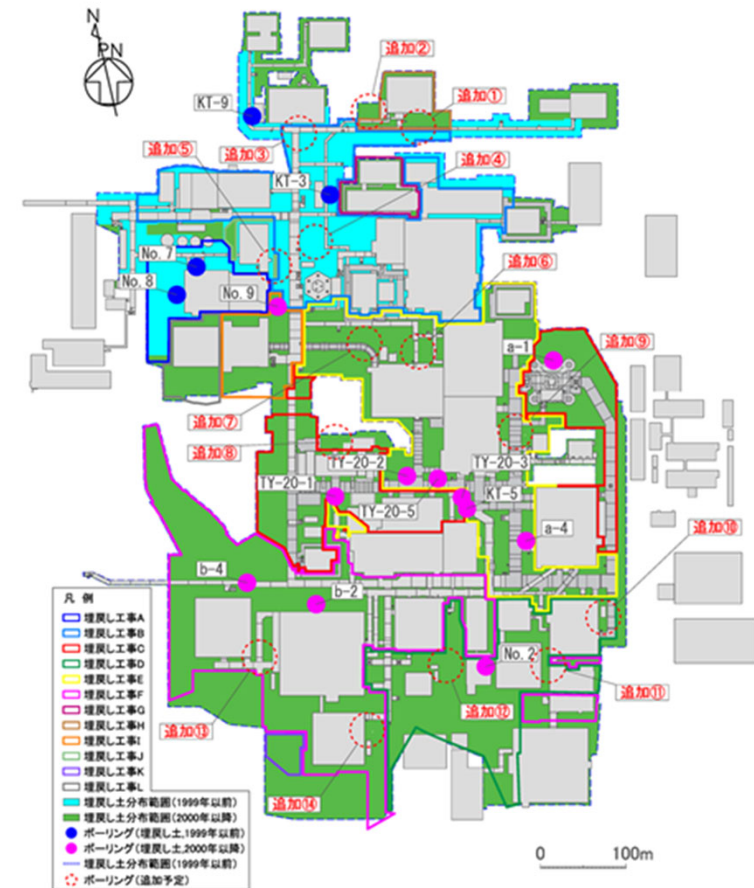 N
PN
追加②
KT-9
追加①
追加③
追加⑤
追加④
KT-3
No. 7
追加⑥
No. 8
No. 9
a-1
追加⑨
追加⑦
追加⑧
TY-20-2
TY-20-3
TY-20-1
KT-5
TY-20-5
追加⑩
a-4
b-4
b-2
No. 2
追加⑪
追加⑫
追加⑬
追加⑭
凡 例
埋戻し工事A
埋戻し工事B
埋戻し工事C
埋戻し工事D
埋戻し工事E
埋戻し工事F
埋戻し工事G
埋戻し工事H
埋戻し工事I
埋戻し工事J
埋戻し工事K
埋戻し工事L
埋戻し土分布範囲(1999年以前)
埋戻し土分布範囲(2000年以降)
ボーリング(埋戻し土,1999年以前)
ボーリング(埋戻し土,2000年以降)
埋戻し土分布範囲(1999年以前)
ボーリング(追加予定)
0 100m